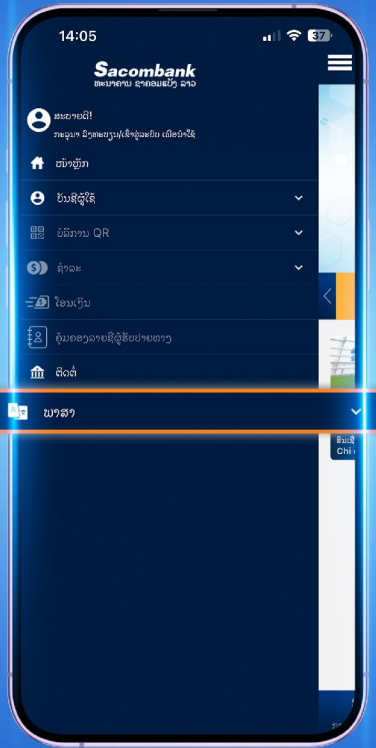 14:05
37
Sacombank
ທະນາຄານ ຊາຄອມແບ້ງ ລາວ
ສະບາຍດີ!
ກະລຸນາ ລົງທະບຽນ/ເຂົ້າສູ່ລະບົບ ເພື່ອນຳໃຊ້
ໜ້າຫຼັກ
ບັນຊີຜູ້ໃຊ້
ບໍລິການ QR
ຊຳລະ
ໂອນເງິນ
ຄຸ້ມຄອງລາຍຊື່ຜູ້ຮັບປາຍທາງ
ຕິດຕໍ່
ພາສາ
Chi